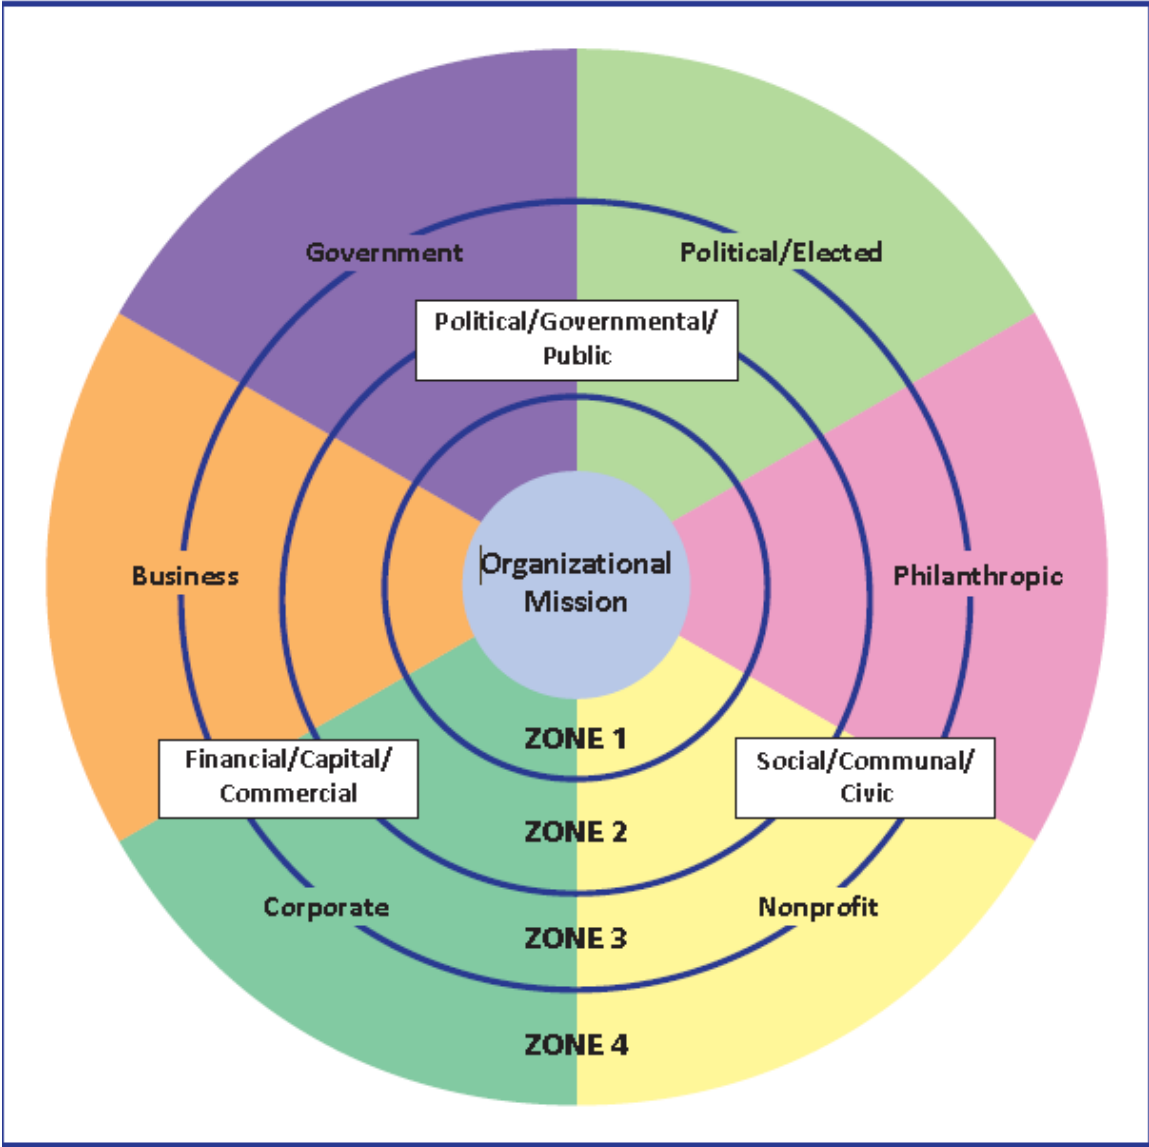 Government
Political/Elected
Political/Governmental/
Public
Organizational
Mission
Business
Philanthropic
ZONE 1
Financial/Capital/
Commercial
Social/Communal/
Civic
ZONE 2
Corporate
Nonprofit
ZONE 3
ZONE 4